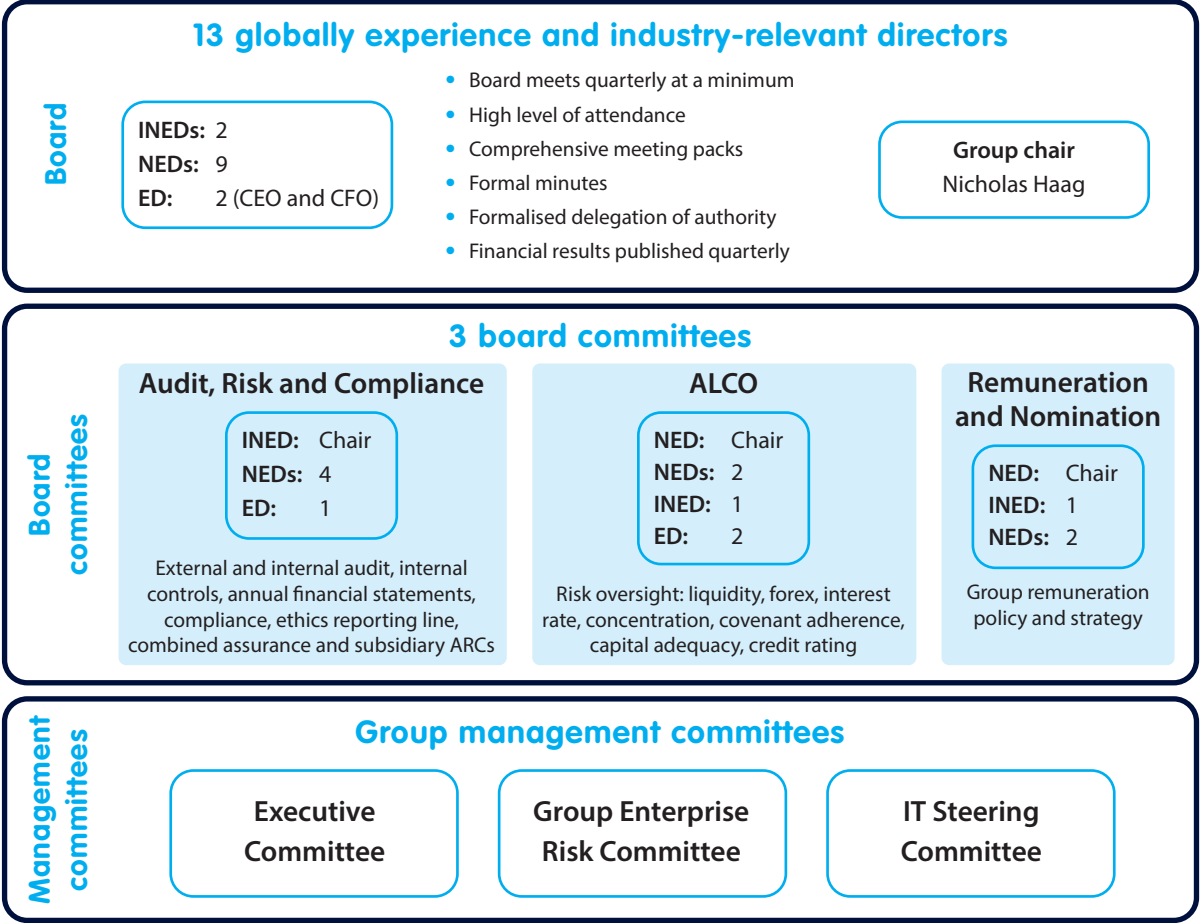 13 globally experience and industry-relevant directors
Board
INEDs: 2
NEDs: 9
ED: 2 (CEO and CFO)
• Board meets quarterly at a minimum
• High level of attendance
• Comprehensive meeting packs
• Formal minutes
• Formalised delegation of authority
• Financial results published quarterly
Group chair
Nicholas Haag
3 board committees
Board
committees
Audit, Risk and Compliance
INED: Chair
NEDs: 4
ED: 1
External and internal audit, internal
controls, annual financial statements,
compliance, ethics reporting line,
combined assurance and subsidiary ARCs
ALCO
NED: Chair
NEDs: 2
INED: 1
ED: 2
Risk oversight: liquidity, forex, interest
rate, concentration, covenant adherence,
capital adequacy, credit rating
Remuneration
and Nomination
NED: Chair
INED: 1
NEDs: 2
Group remuneration
policy and strategy
Management
committees
Group management committees
Executive
Committee
Group Enterprise
Risk Committee
IT Steering
Committee